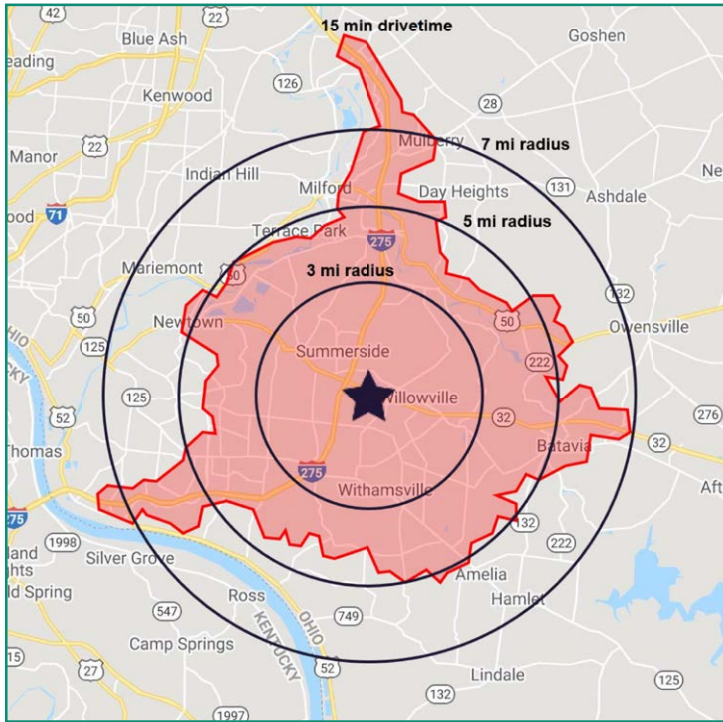 42
22
15 min drivetime
Goshen
Blue Ash
eading
126
Kenwood
28
22
Mulberry
7 mi radius
Manor
Indian Hill
131
Ne
Milford
Day Heights
Ashdale
ood
71
5 mi radius
Terrace Park
275
Mariemont
50
3 mi radius
132
50
Newtown
50
Owensville
OHIO
KY
125
Summerside
222
125
Willowville
276
52
32
Thomas
Batavia
32
275
Withamsville
Aft
275
132
1998
Silver Grove
222
land
ghts
Amelia
ld Spring
Ross
Hamlet
547
749
OHIO
KENTUCKY
Camp Springs
15
52
27
Lindale
125
132
1997